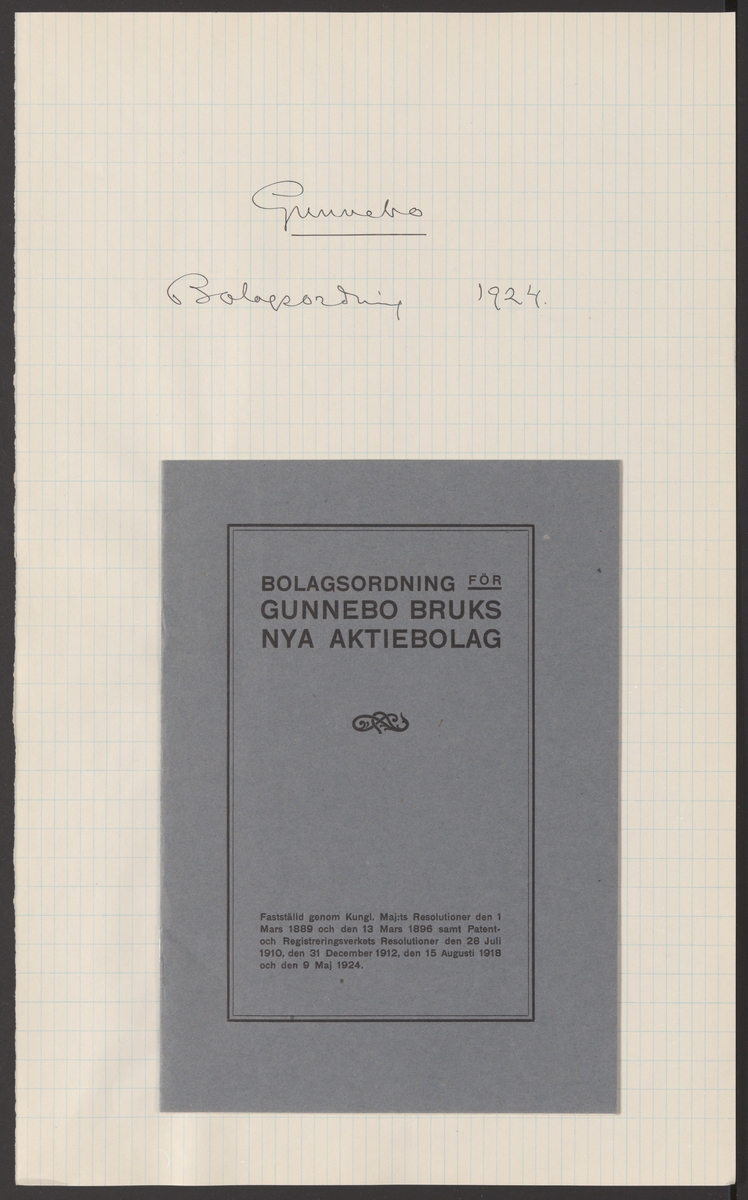 Gunnebo
Bolagsordning 1924.
BOLAGSORDNING FÖR
GUNNEBO BRUKS
NYA AKTIEBOLAG
Fastställd genom Kungl. Maj:ts Resolutioner den 1
Mars 1889 och den 13 Mars 1896 samt Patent-
och Registreringsverkets Resolutioner den 28 Juli
1910, den 31 December 1912, den 15 Augusti 1918
och den 9 Maj 1924.